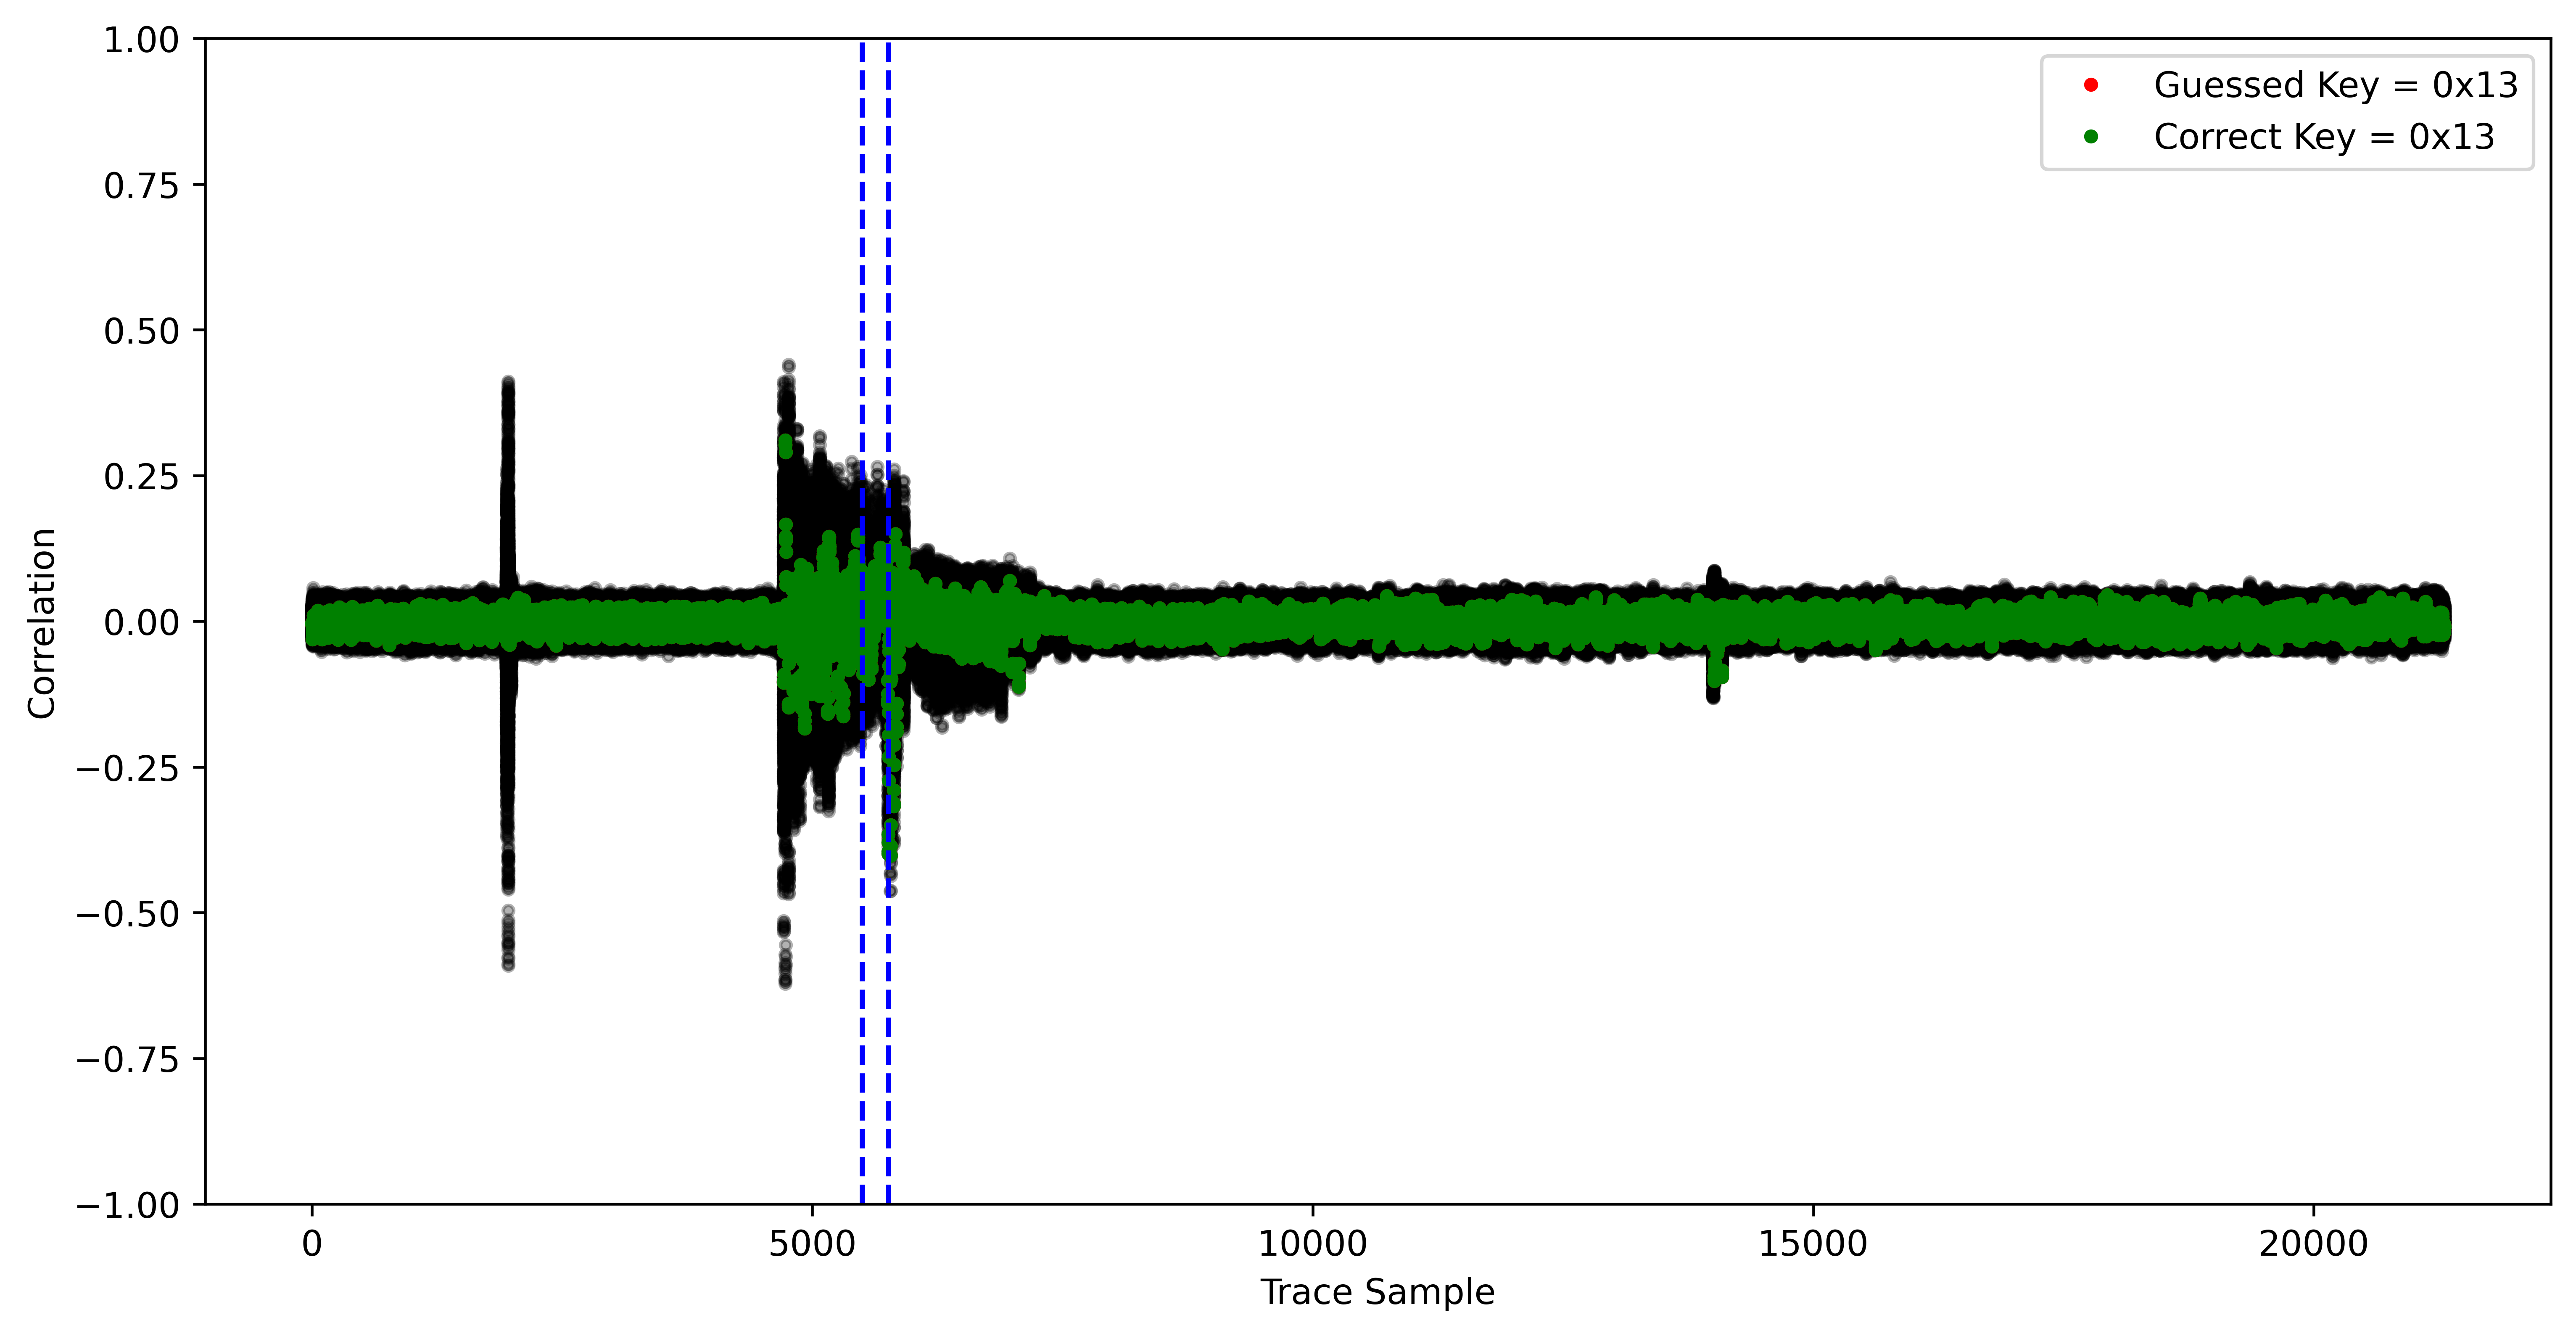 Guessed Key = 0x13
Correct Key = 0x13
1.00
0.75
0.50
0.25
0.00
−0.25
−0.50
−0.75
−1.00
Correlation
0 5000 10000 15000 20000
Trace Sample